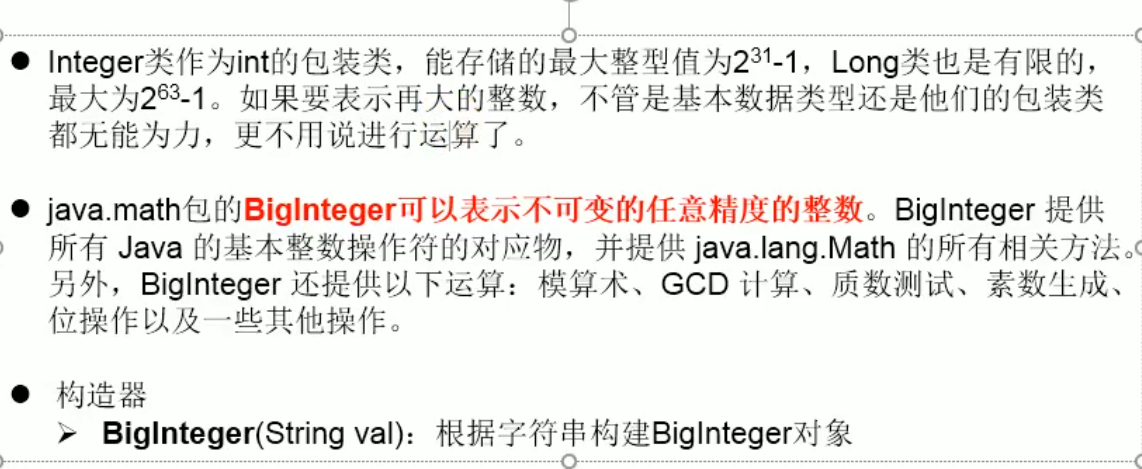 ● Integer类作为int的包装类，能存储的最大整型值为2³¹-1，Long类也是有限的，
最大为2⁶³-1。如果要表示再大的整数，不管是基本数据类型还是他们的包装类
都无能为力，更不用说进行运算了。
● java.math包的BigInteger可以表示不可变的任意精度的整数。BigInteger 提供
所有 Java 的基本整数操作符的对应物，并提供 java.lang.Math 的所有相关方法。
另外，BigInteger 还提供以下运算：模算术、GCD 计算、质数测试、素数生成、
位操作以及一些其他操作。
● 构造器
➢ BigInteger(String val)：根据字符串构建BigInteger对象